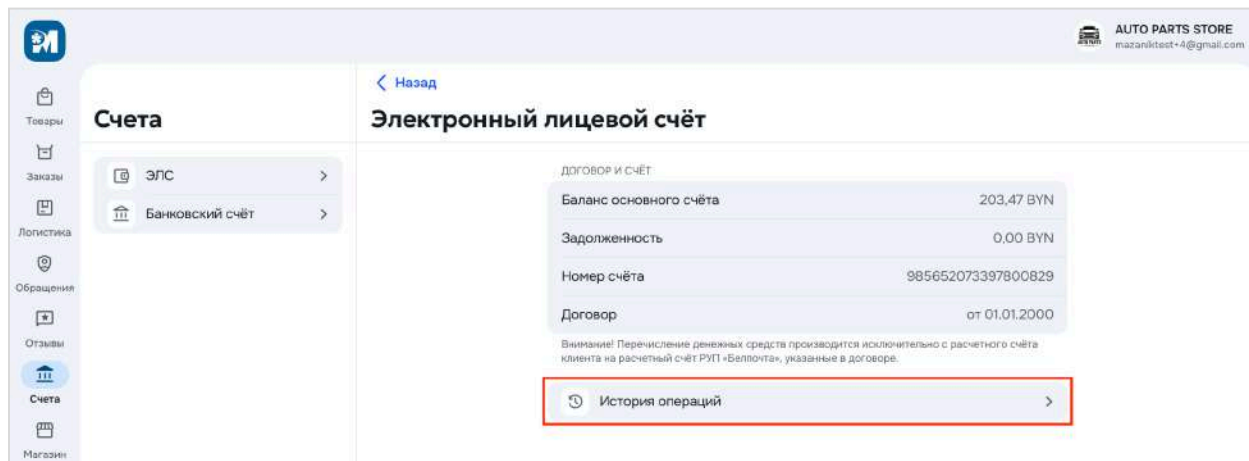 AUTO PARTS STORE
mazaniktest+4@gmail.com
Товары
Заказы
Логистика
Обращения
Отзывы
Счета
Магазин
Счета
ЭЛС
Банковский счёт
Назад
Электронный лицевой счёт
ДОГОВОР И СЧЁТ
Баланс основного счёта 203,47 BYN
Задолженность 0,00 BYN
Номер счёта 985652073397800829
Договор от 01.01.2000
Внимание! Перечисление денежных средств производится исключительно с расчетного счёта
клиента на расчетный счёт РУП «Белпочта», указанные в договоре.
История операций